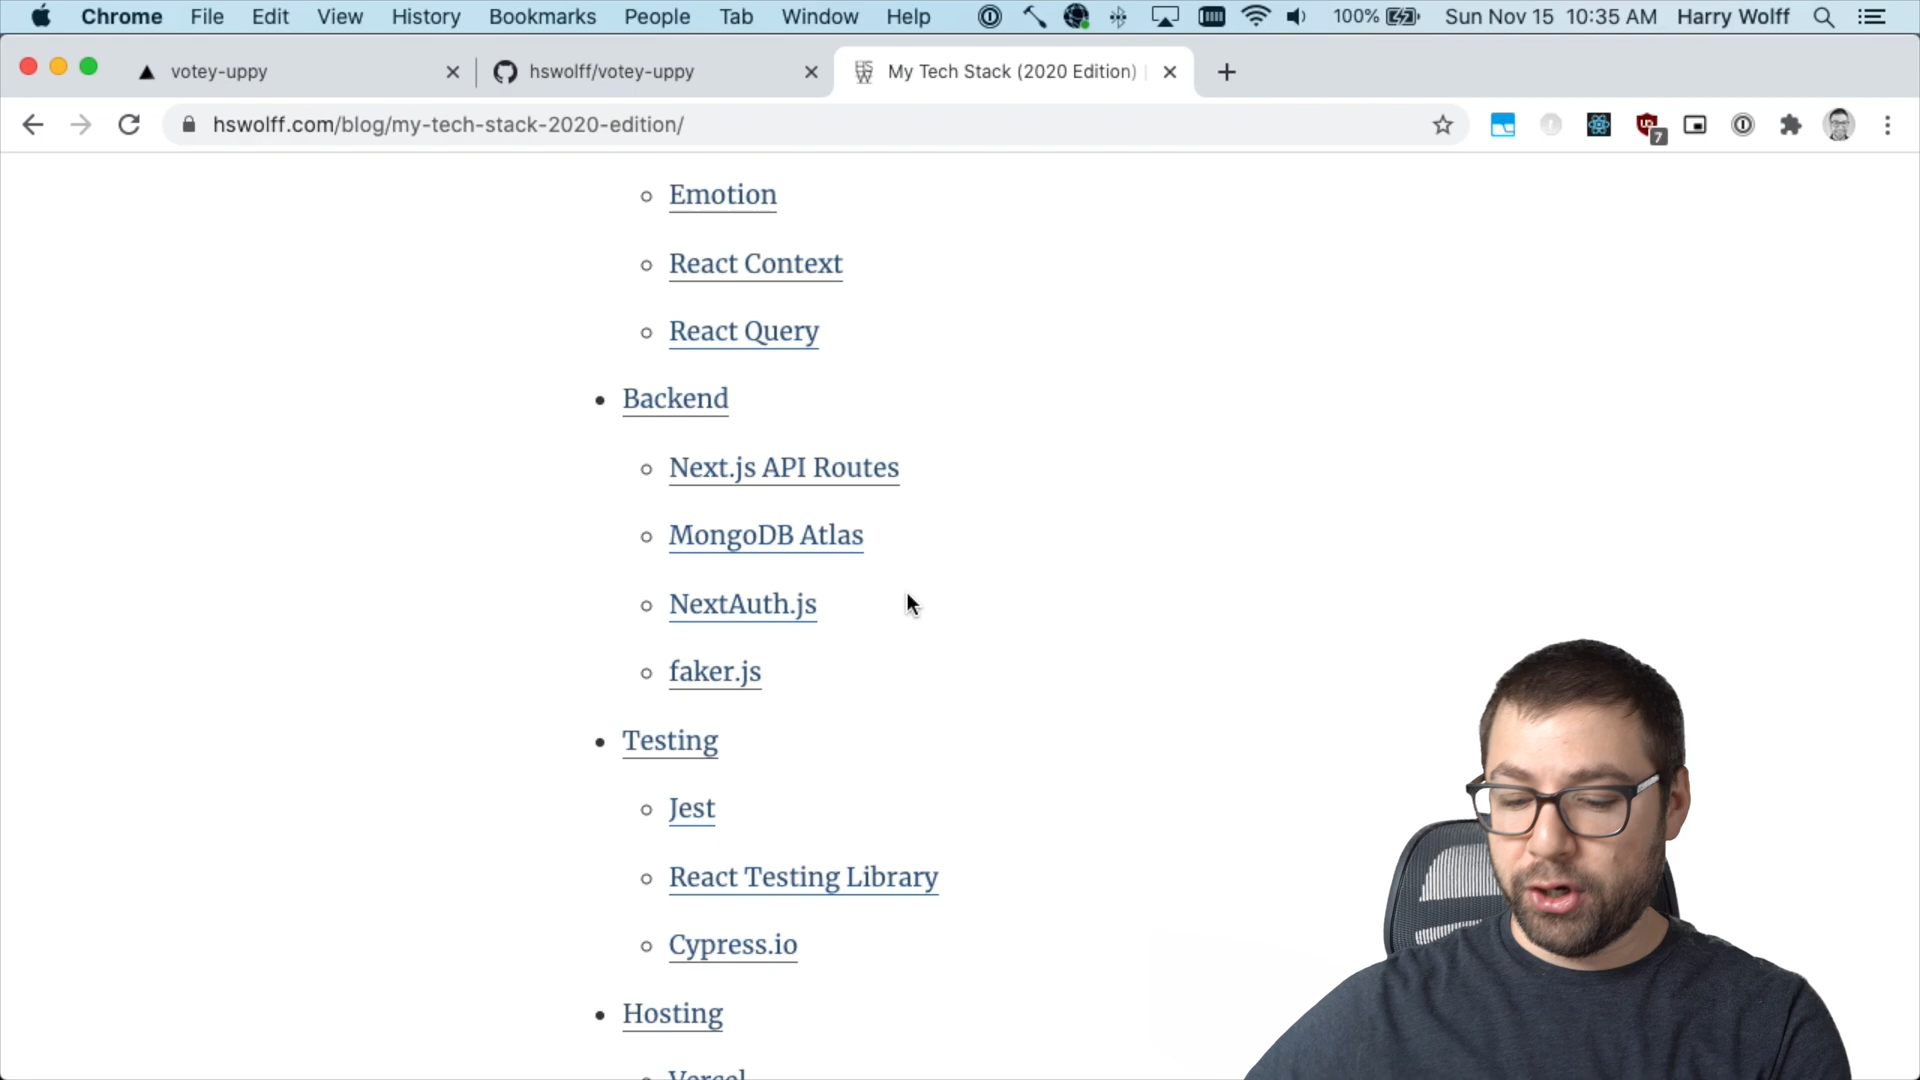 Chrome File Edit View History Bookmarks People Tab Window Help 100% Sun Nov 15 10:35 AM Harry Wolff
votey-uppy hswolff/votey-uppy My Tech Stack (2020 Edition)
hswolff.com/blog/my-tech-stack-2020-edition/
7
Emotion
React Context
React Query
Backend
Next.js API Routes
MongoDB Atlas
NextAuth.js
faker.js
Testing
Jest
React Testing Library
Cypress.io
Hosting
Vercel